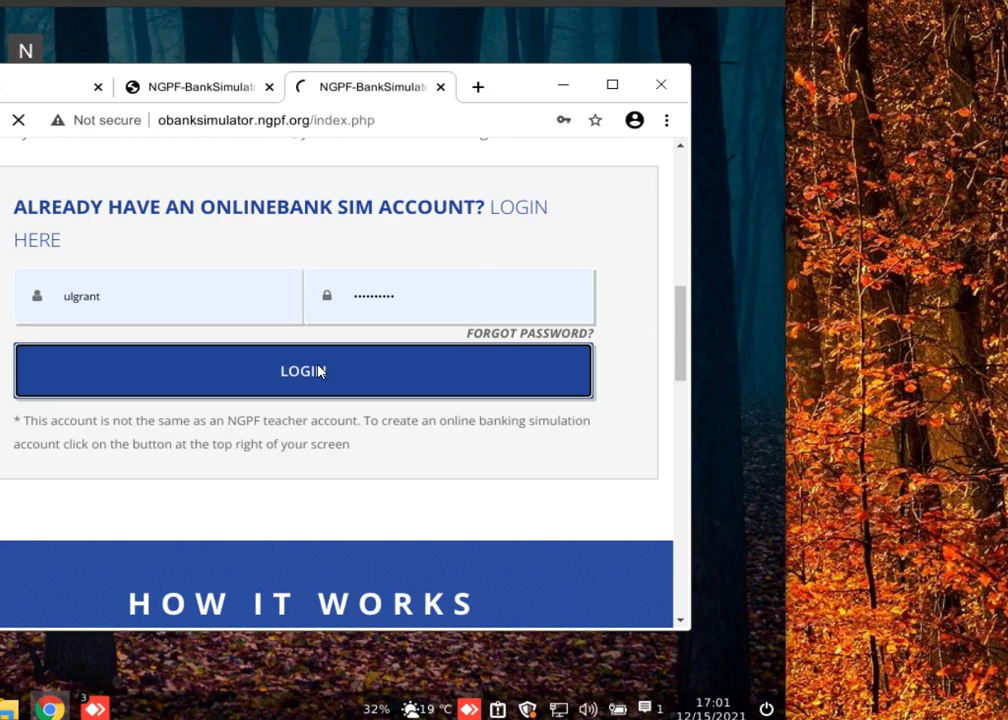 N
NGPF-BankSimulat
NGPF-BankSimulat
Not secure
obanksimulator.ngpf.org/index.php
ALREADY HAVE AN ONLINEBANK SIM ACCOUNT? LOGIN
HERE
ulgrant
FORGOT PASSWORD?
LOGIN
* This account is not the same as an NGPF teacher account. To create an online banking simulation
account click on the button at the top right of your screen
HOW IT WORKS
3
32%
19 °C
1
17:01
12/15/2021